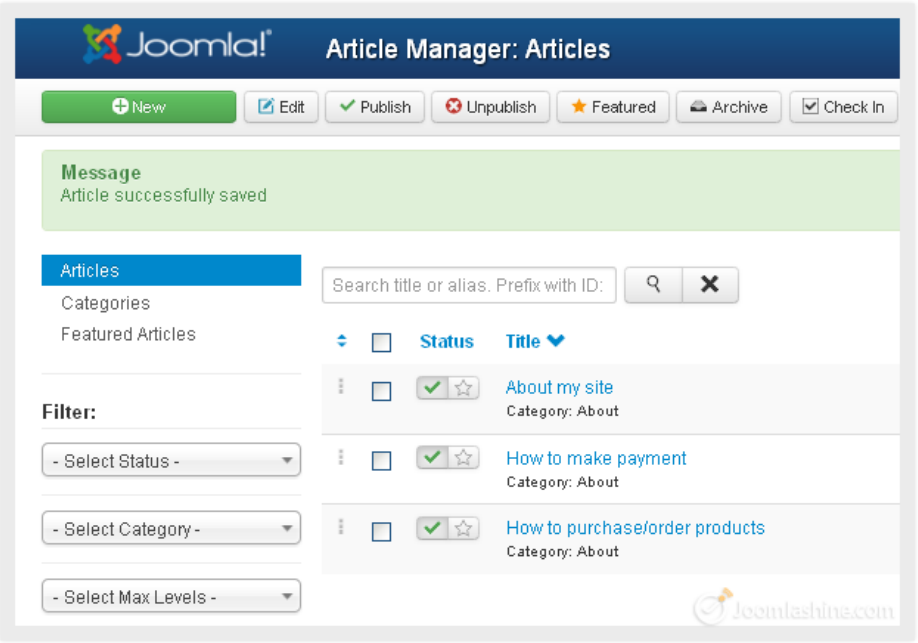 Joomla!
Article Manager: Articles
New
Edit
Publish
Unpublish
Featured
Archive
Check In
Message
Article successfully saved
Articles
Categories
Featured Articles
Filter:
- Select Status -
- Select Category -
- Select Max Levels -
Search title or alias. Prefix with ID:
Status
Title
About my site
Category: About
How to make payment
Category: About
How to purchase/order products
Category: About
Joomlashine.com